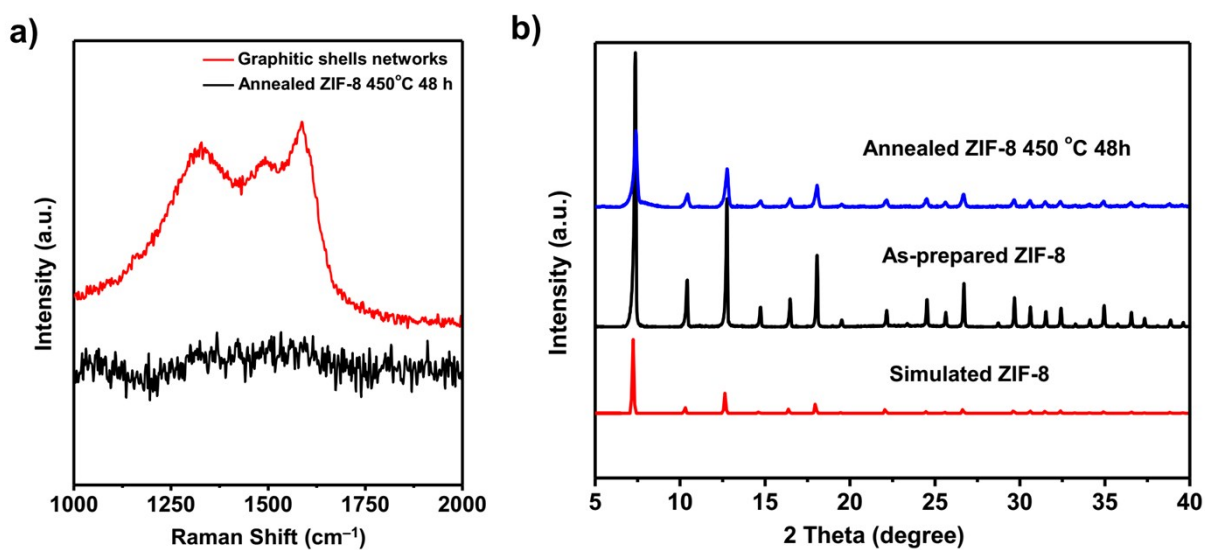 a)
Graphitic shells networks
Annealed ZIF-8 450°C 48 h
Intensity (a.u.)
1000 1250 1500 1750 2000
Raman Shift (cm⁻¹)
b)
Annealed ZIF-8 450 °C 48h
As-prepared ZIF-8
Simulated ZIF-8
Intensity (a.u.)
5 10 15 20 25 30 35 40
2 Theta (degree)